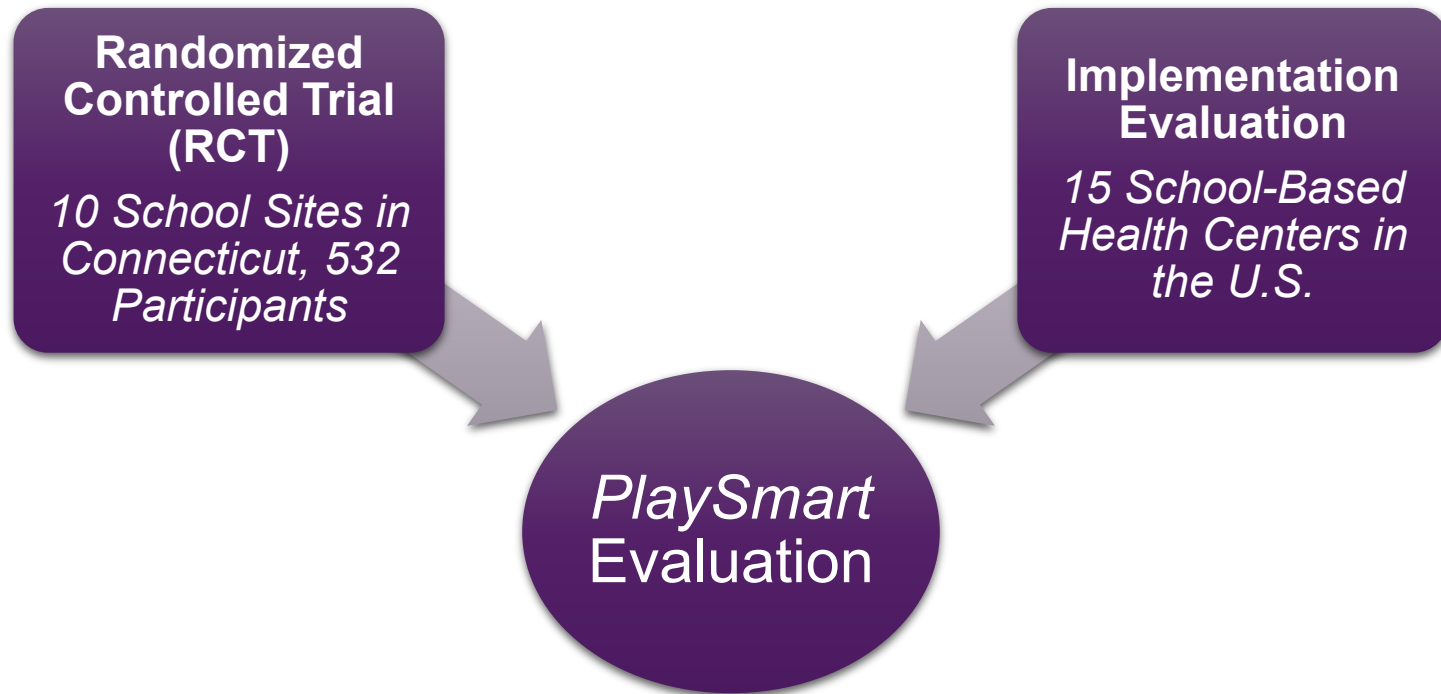 Randomized
Controlled Trial
(RCT)
10 School Sites in
Connecticut, 532
Participants
Implementation
Evaluation
15 School-Based
Health Centers in
the U.S.
PlaySmart
Evaluation